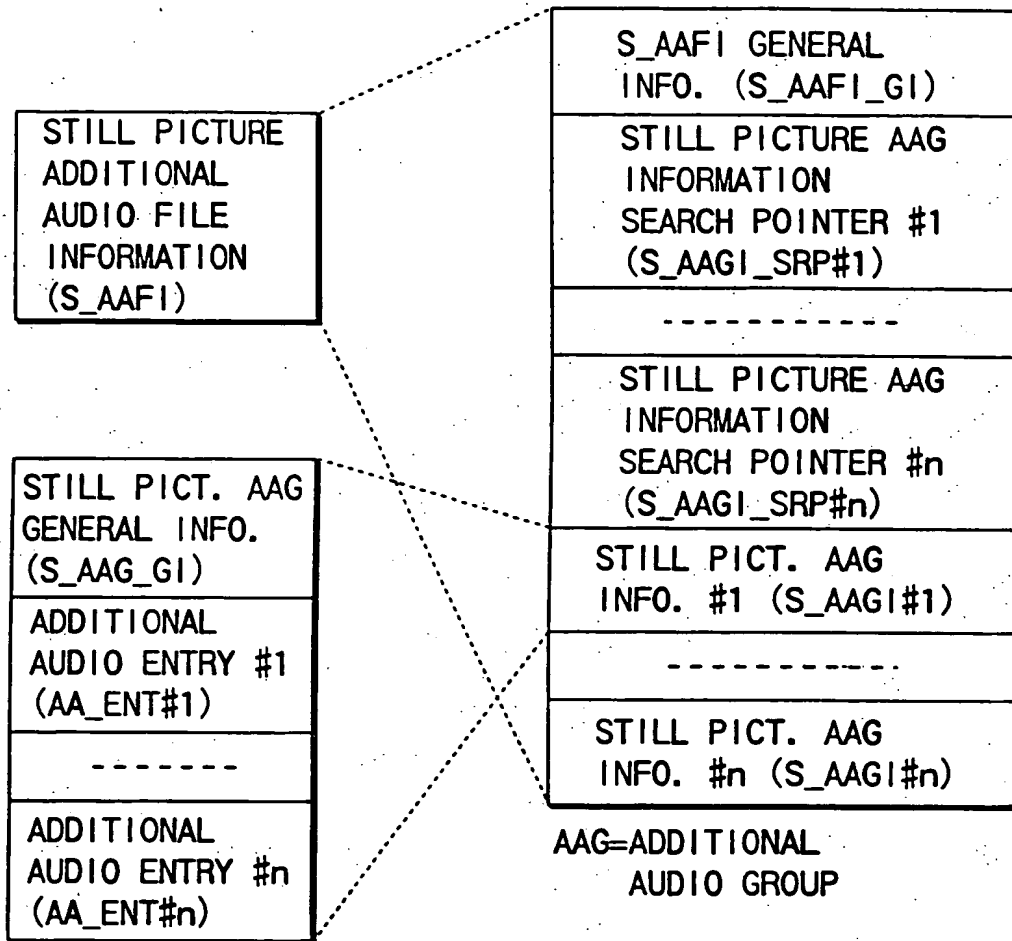 STILL PICTURE
ADDITIONAL
AUDIO FILE
INFORMATION
(S_AAFI)
S_AAFI GENERAL
INFO. (S_AAFI_GI)
STILL PICTURE AAG
INFORMATION
SEARCH POINTER #1
(S_AAGI_SRP#1)
STILL PICTURE AAG
INFORMATION
SEARCH POINTER #n
(S_AAGI_SRP#n)
STILL PICT. AAG
INFO. #1 (S_AAGI#1)
STILL PICT. AAG
INFO. #n (S_AAGI#n)
AAG=ADDITIONAL
AUDIO GROUP
STILL PICT. AAG
GENERAL INFO.
(S_AAG_GI)
ADDITIONAL
AUDIO ENTRY #1
(AA_ENT#1)
ADDITIONAL
AUDIO ENTRY #n
(AA_ENT#n)